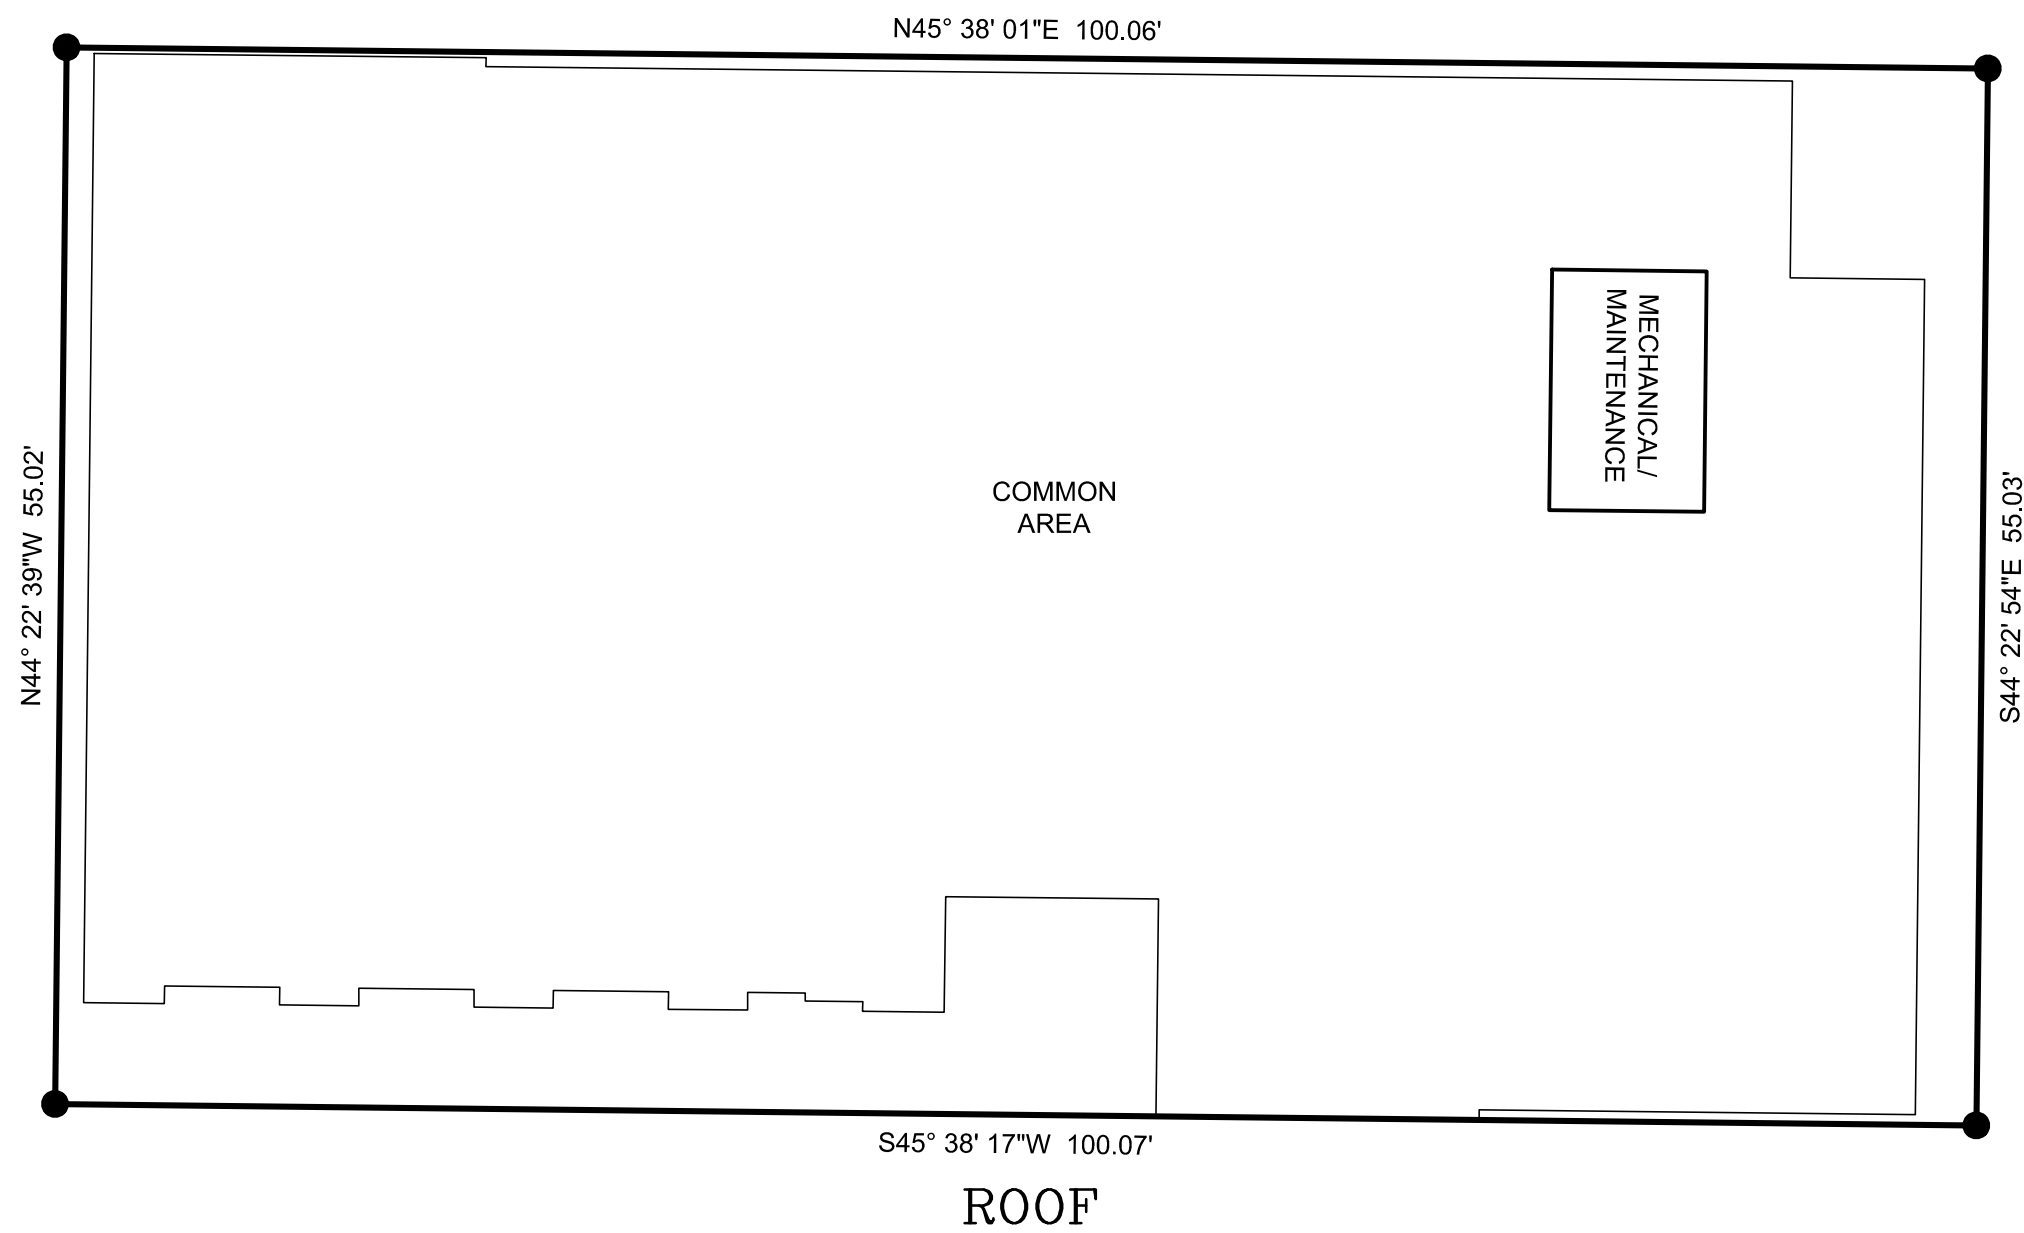 N45° 38' 01"E  100.06'
MECHANICAL/
MAINTENANCE
COMMON
AREA
N44° 22' 39"W  55.02'
S44° 22' 54"E  55.03'
S45° 38' 17"W  100.07'
ROOF